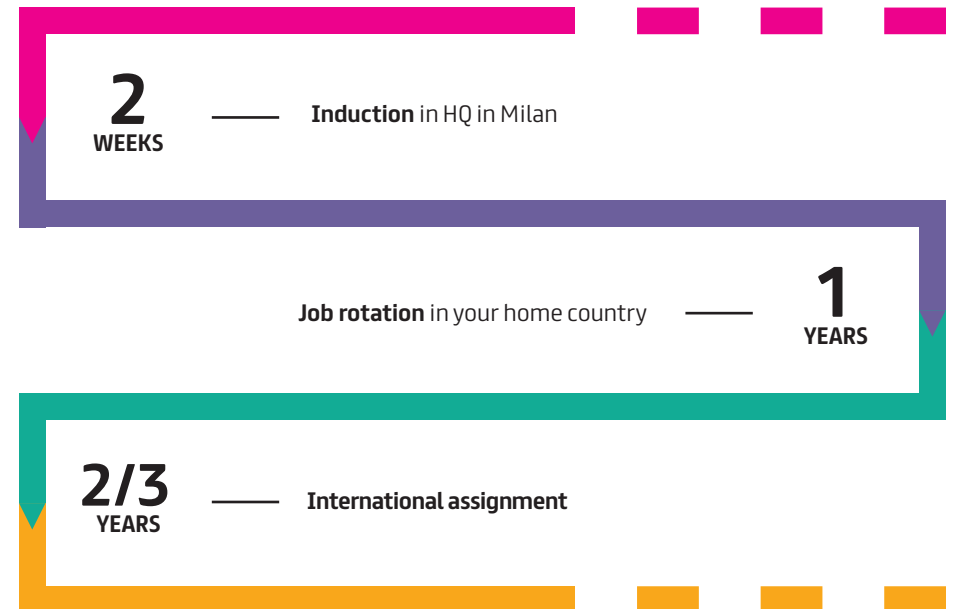 2
WEEKS
Induction in HQ in Milan
Job rotation in your home country
1
YEARS
2/3
YEARS
International assignment